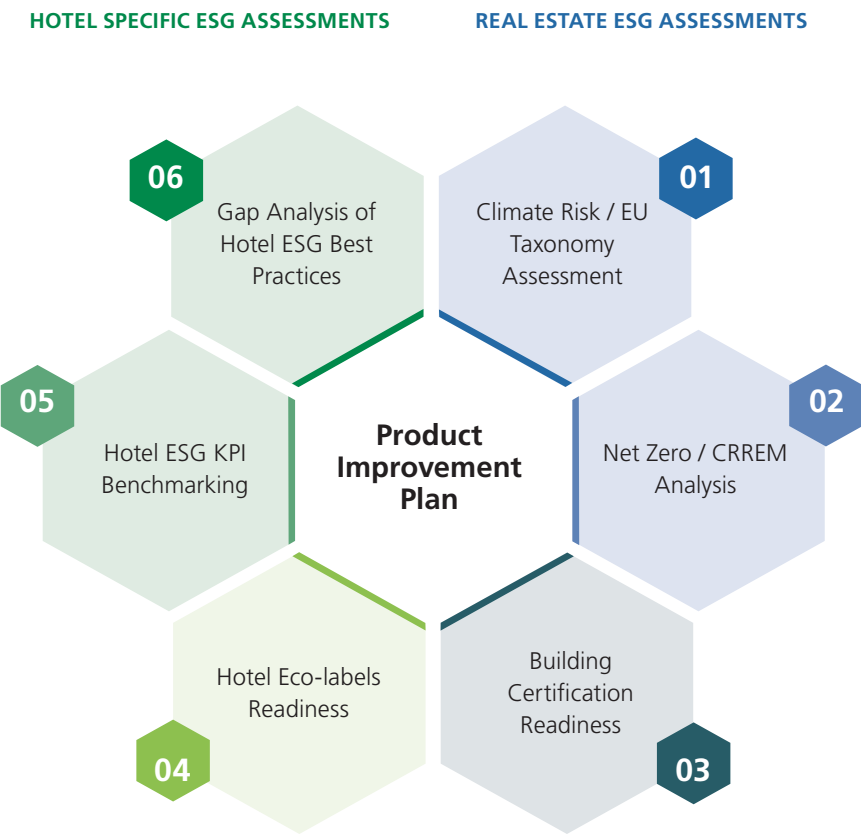 HOTEL SPECIFIC ESG ASSESSMENTS
REAL ESTATE ESG ASSESSMENTS
06
Gap Analysis of
Hotel ESG Best
Practices
01
Climate Risk / EU
Taxonomy
Assessment
05
Hotel ESG KPI
Benchmarking
Product
Improvement
Plan
02
Net Zero / CRREM
Analysis
04
Hotel Eco-labels
Readiness
03
Building
Certification
Readiness